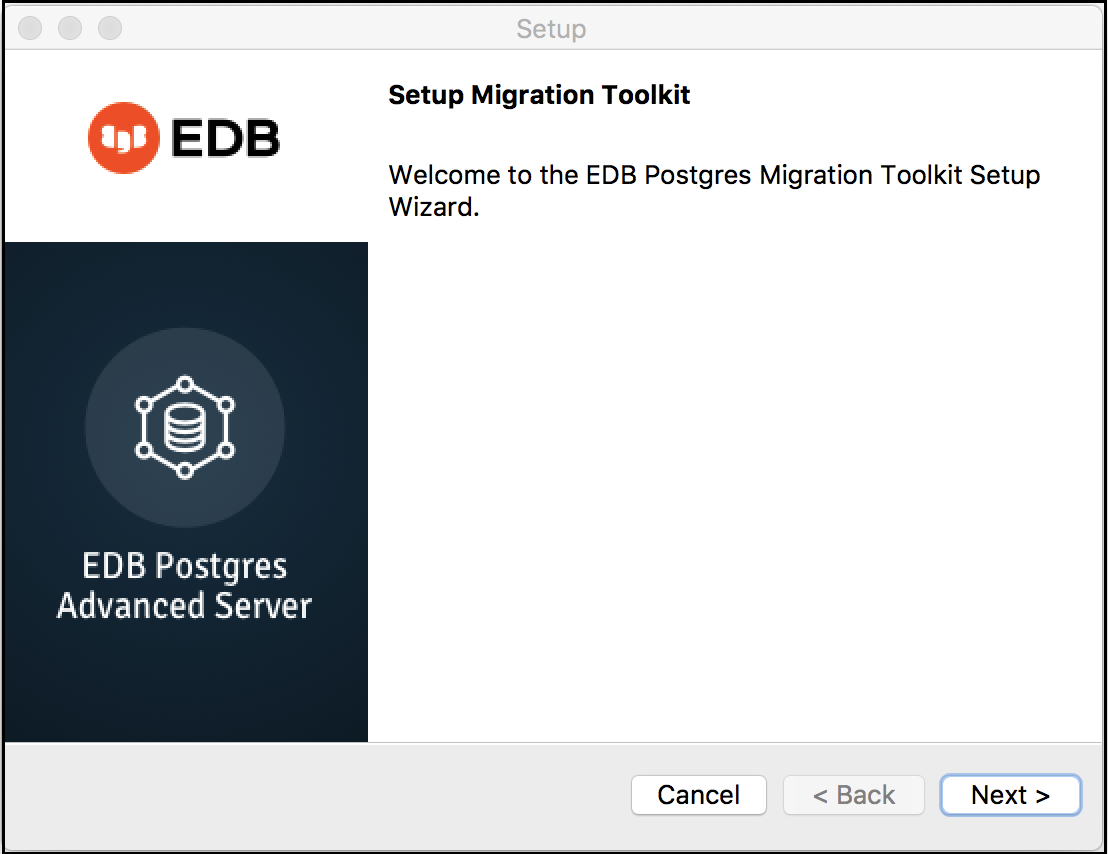 Setup
EDB
Setup Migration Toolkit
Welcome to the EDB Postgres Migration Toolkit Setup
Wizard.
EDB Postgres
Advanced Server
Cancel
< Back
Next >